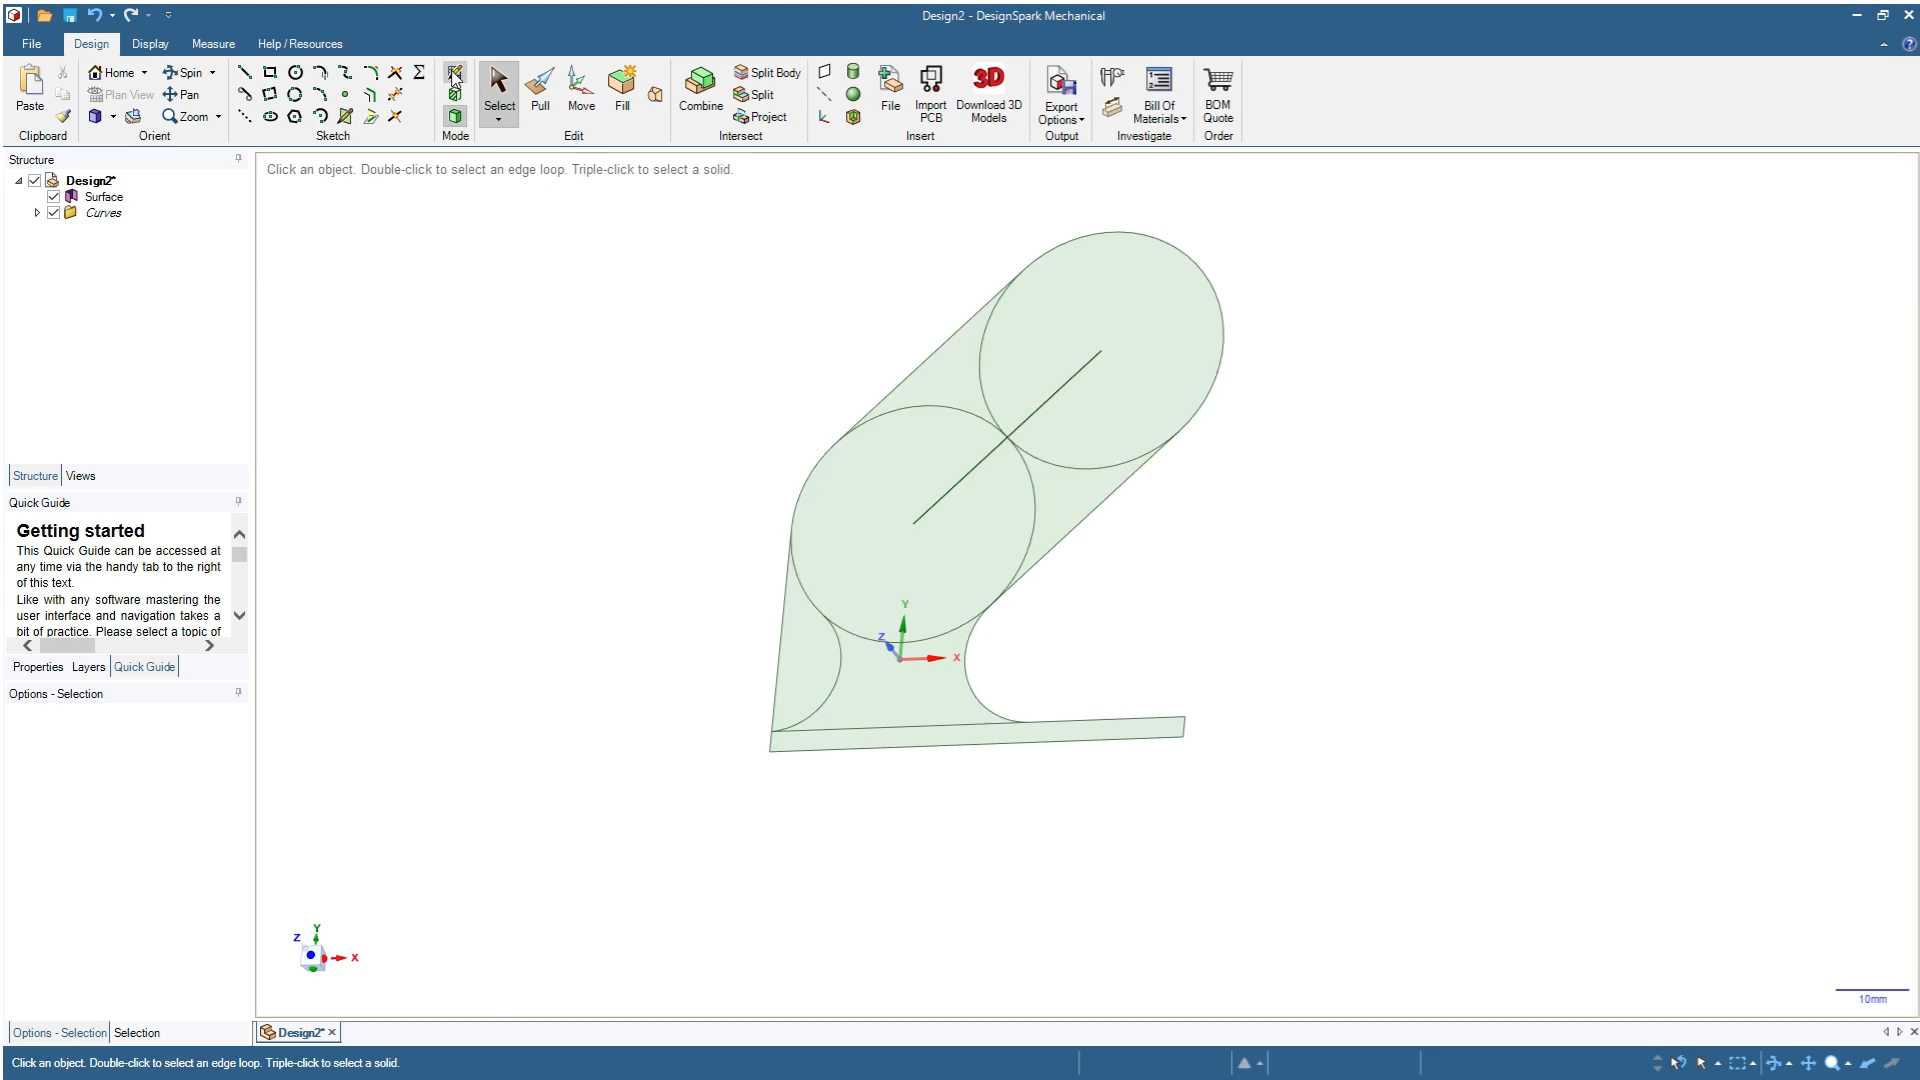 Design2 - DesignSpark Mechanical
File Design Display Measure Help / Resources
Paste
Clipboard
Home Spin
Plan View Pan
Zoom
Orient
Sketch
Mode
Select Pull Move Fill
Edit
Combine
Split Body
Split
Project
Intersect
File
Import PCB
3D
Download 3D Models
Insert
Export Options
Output
Bill Of Materials
Investigate
BOM Quote
Order
Structure
Design2*
Surface
Curves
Structure Views
Quick Guide
Getting started
This Quick Guide can be accessed at
any time via the handy tab to the right
of this text.
Like with any software mastering the
user interface and navigation takes a
bit of practice. Please select a topic of
Properties Layers Quick Guide
Options - Selection
Options - Selection Selection
Click an object. Double-click to select an edge loop. Triple-click to select a solid.
Y
Z
X
Y
Z
X
10mm
Design2*
Click an object. Double-click to select an edge loop. Triple-click to select a solid.